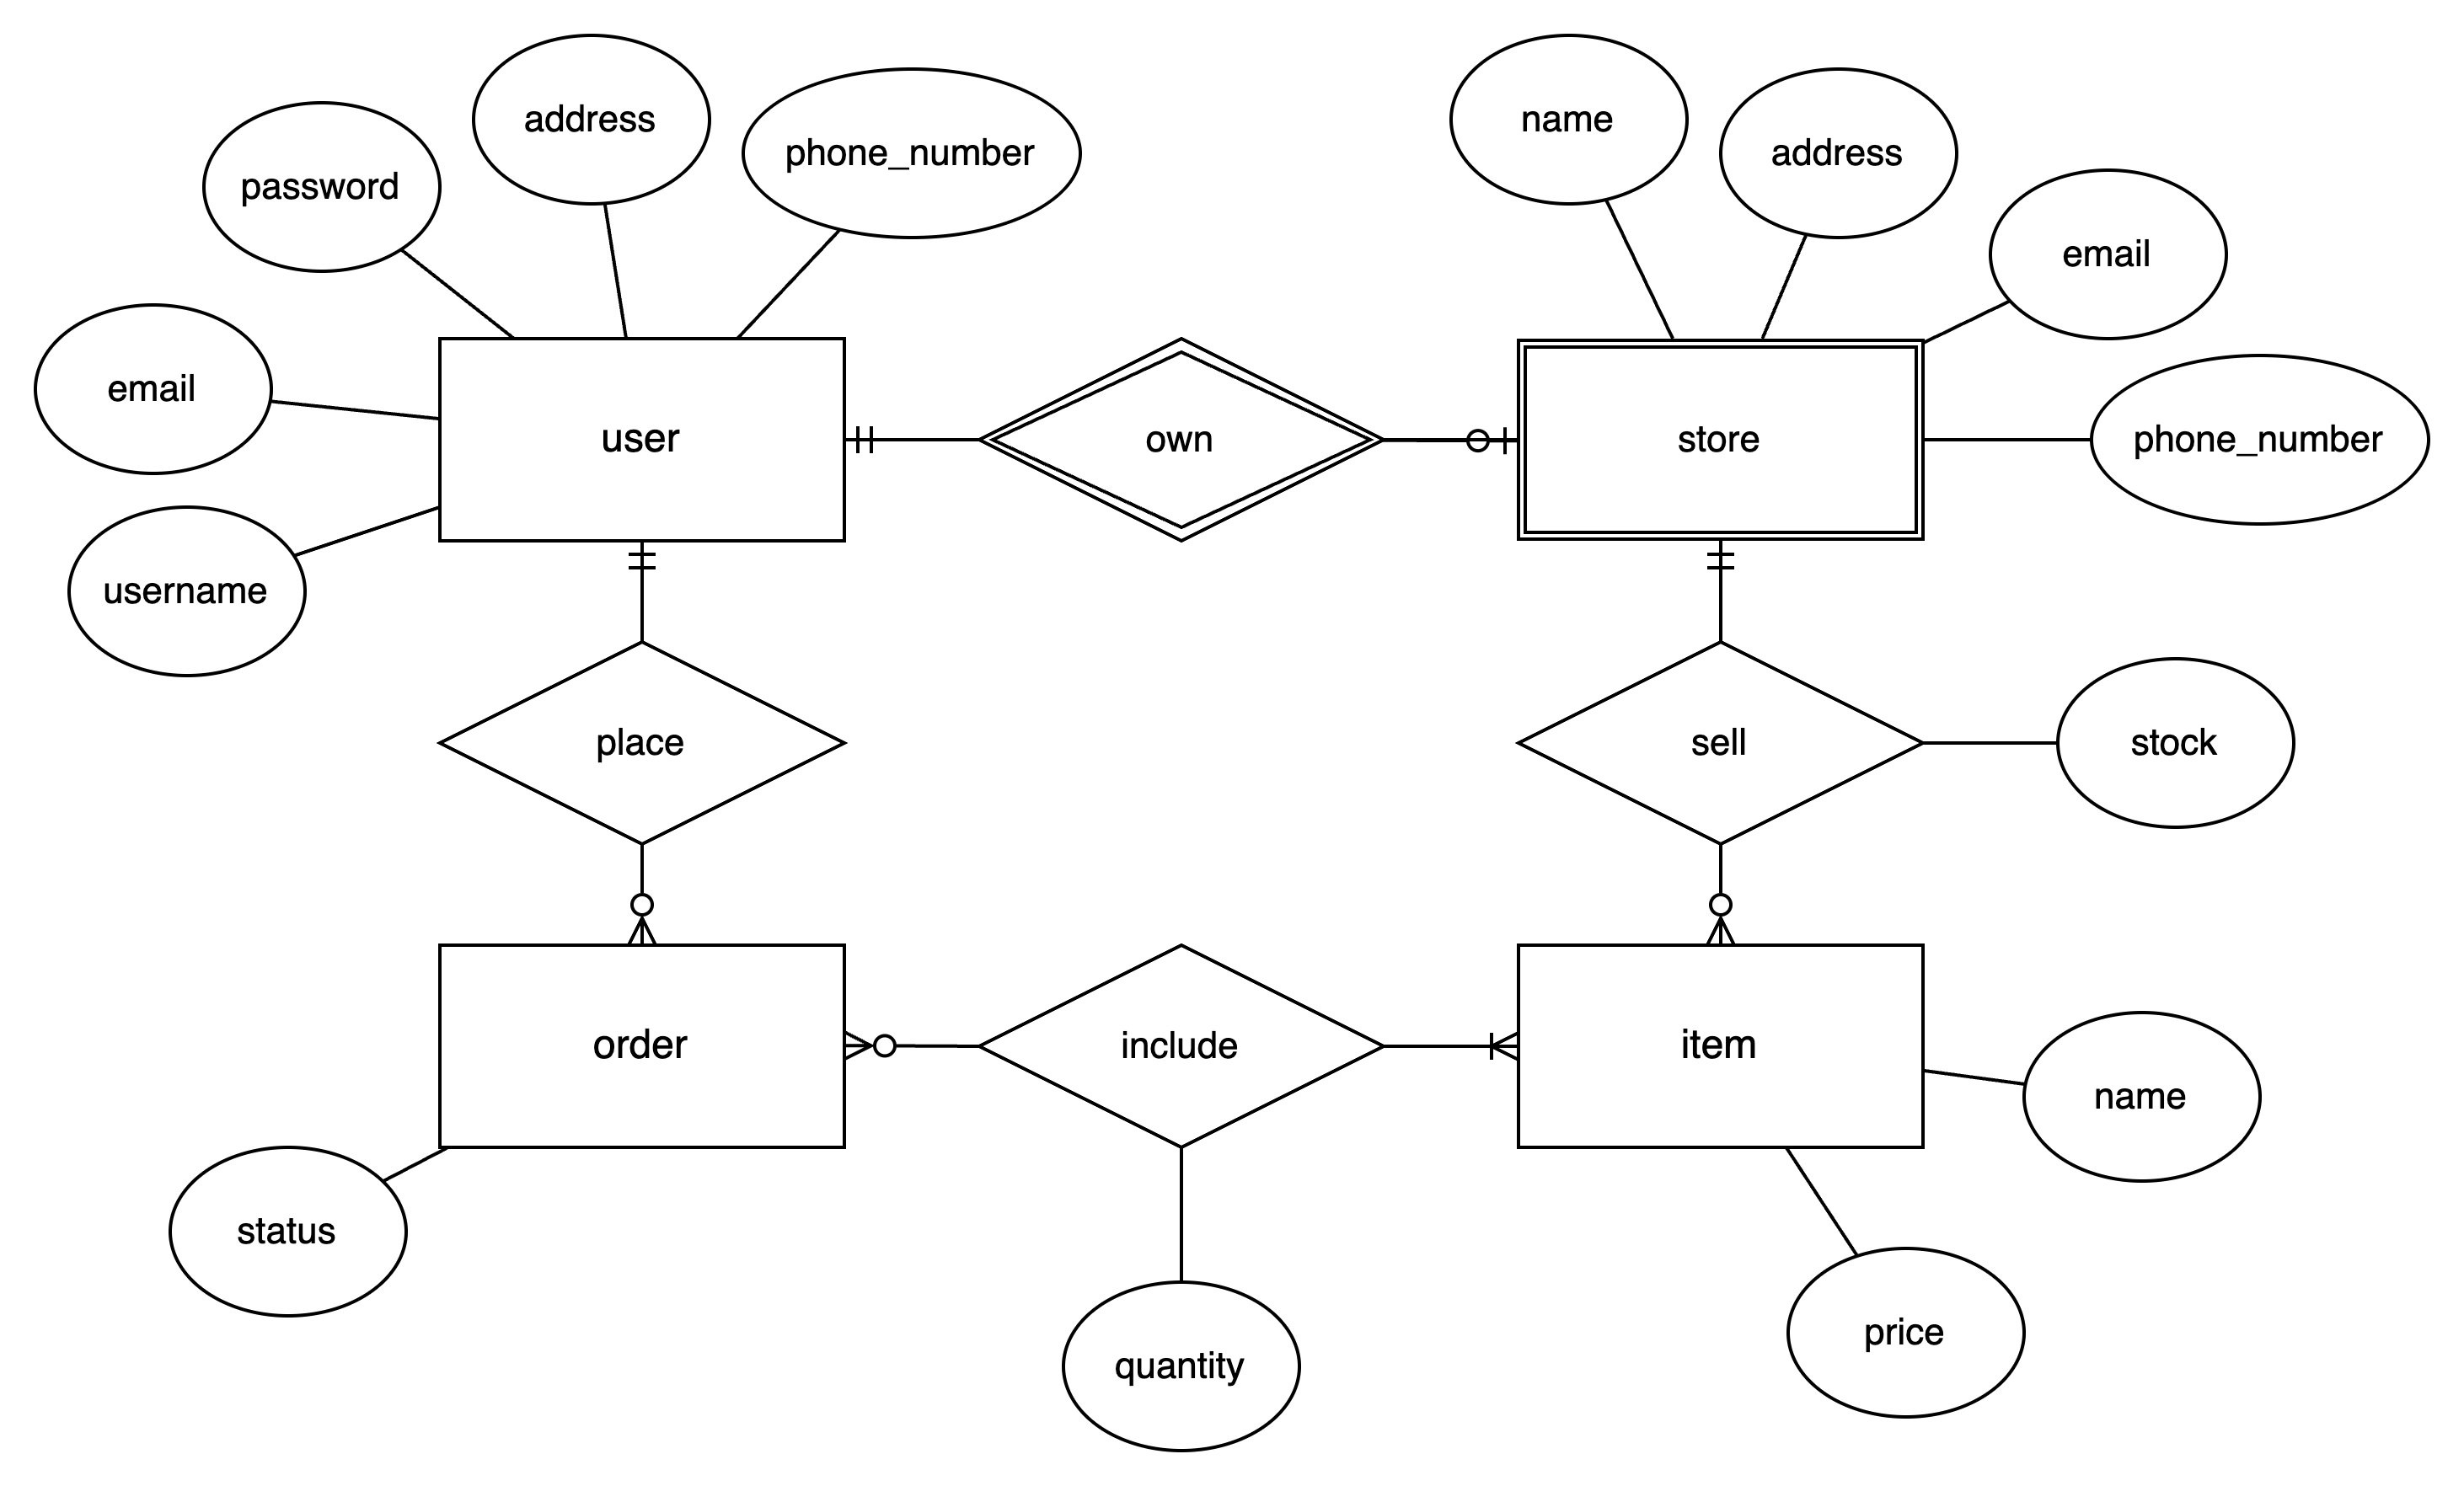 address
name
phone_number
address
password
email
email
user
own
store
phone_number
username
place
sell
stock
order
include
item
name
status
price
quantity